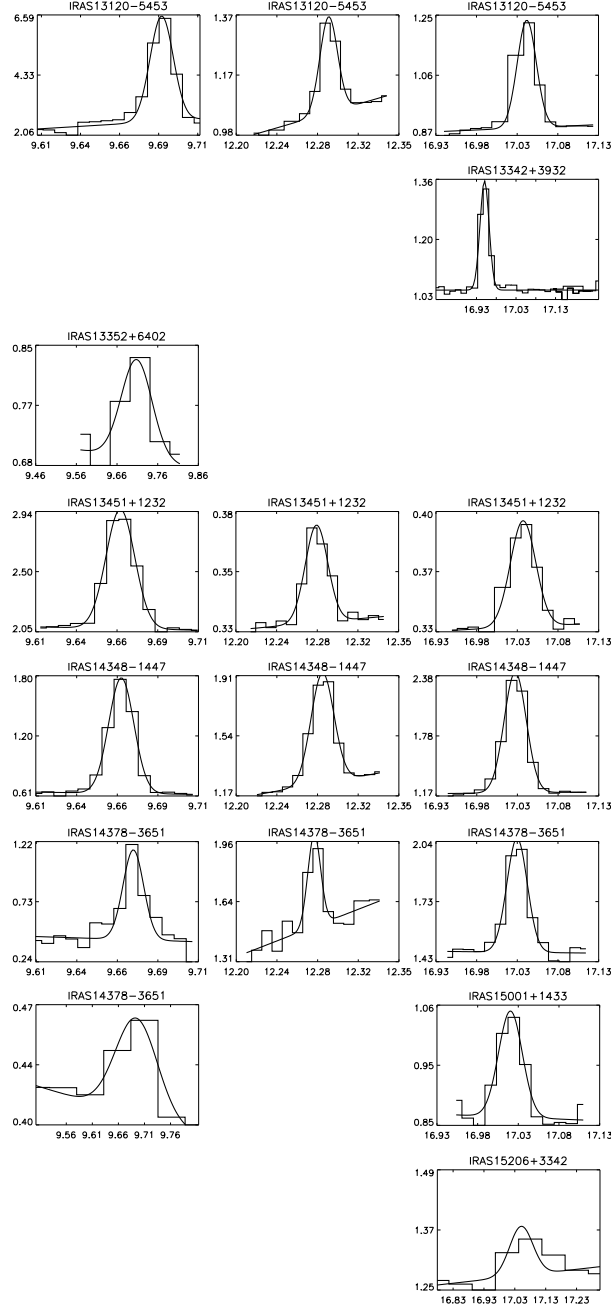 IRAS13120−5453 IRAS13120−5453 IRAS13120−5453
6.59 1.37 1.25
4.33 1.17 1.06
2.06 0.98 0.87
9.61 9.64 9.66 9.69 9.71 12.20 12.24 12.28 12.32 12.35 16.93 16.98 17.03 17.08 17.13
IRAS13342+3932
1.36
1.20
1.03
16.93 17.03 17.13
IRAS13352+6402
0.85
0.77
0.68
9.46 9.56 9.66 9.76 9.86
IRAS13451+1232 IRAS13451+1232 IRAS13451+1232
2.94 0.38 0.40
2.50 0.35 0.37
2.05 0.33 0.33
9.61 9.64 9.66 9.69 9.71 12.20 12.24 12.28 12.32 12.35 16.93 16.98 17.03 17.08 17.13
IRAS14348−1447 IRAS14348−1447 IRAS14348−1447
1.80 1.91 2.38
1.20 1.54 1.78
0.61 1.17 1.17
9.61 9.64 9.66 9.69 9.71 12.20 12.24 12.28 12.32 12.35 16.93 16.98 17.03 17.08 17.13
IRAS14378−3651 IRAS14378−3651 IRAS14378−3651
1.22 1.96 2.04
0.73 1.64 1.73
0.24 1.31 1.43
9.61 9.64 9.66 9.69 9.71 12.20 12.24 12.28 12.32 12.35 16.93 16.98 17.03 17.08 17.13
IRAS14378−3651 IRAS15001+1433
0.47 1.06
0.44 0.95
0.40 0.85
9.56 9.61 9.66 9.71 9.76 16.93 16.98 17.03 17.08 17.13
IRAS15206+3342
1.49
1.37
1.25
16.83 16.93 17.03 17.13 17.23